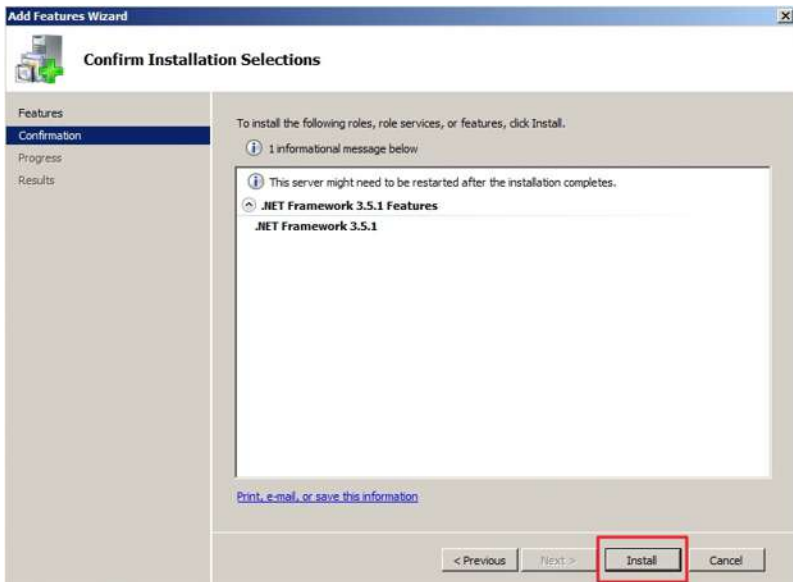 Add Features Wizard
Confirm Installation Selections
Features
Confirmation
Progress
Results
To install the following roles, role services, or features, click Install.
1 informational message below
This server might need to be restarted after the installation completes.
.NET Framework 3.5.1 Features
.NET Framework 3.5.1
Print, e-mail, or save this information
< Previous
Next >
Install
Cancel